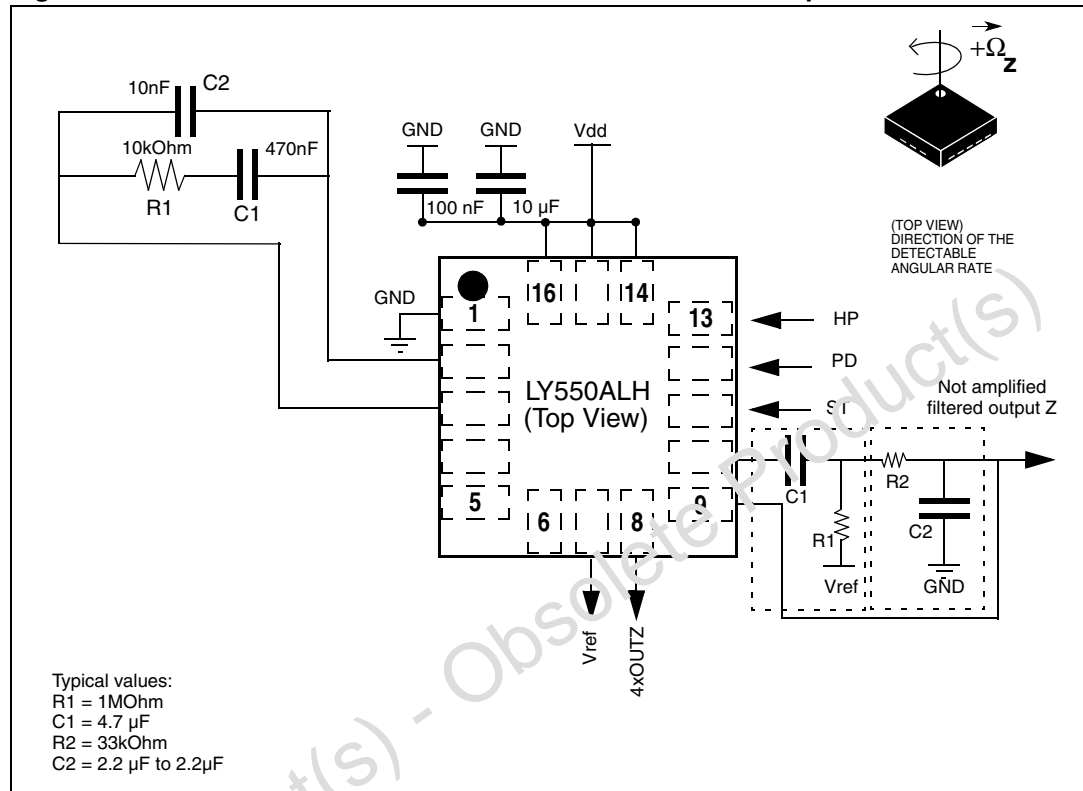 10nF
C2
10kOhm
470nF
R1
C1
GND
GND
Vdd
100 nF
10 µF
+Ωz
(TOP VIEW)
DIRECTION OF THE
DETECTABLE
ANGULAR RATE
GND
1
16
14
13
HP
PD
ST
LY550ALH
(Top View)
Not amplified
filtered output Z
5
6
8
9
C1
R2
R1
C2
Vref
GND
Vref
4xOUTZ
Typical values:
R1 = 1MOhm
C1 = 4.7 µF
R2 = 33kOhm
C2 = 2.2 µF to 2.2µF
t(s) - Obsolete Product(s)